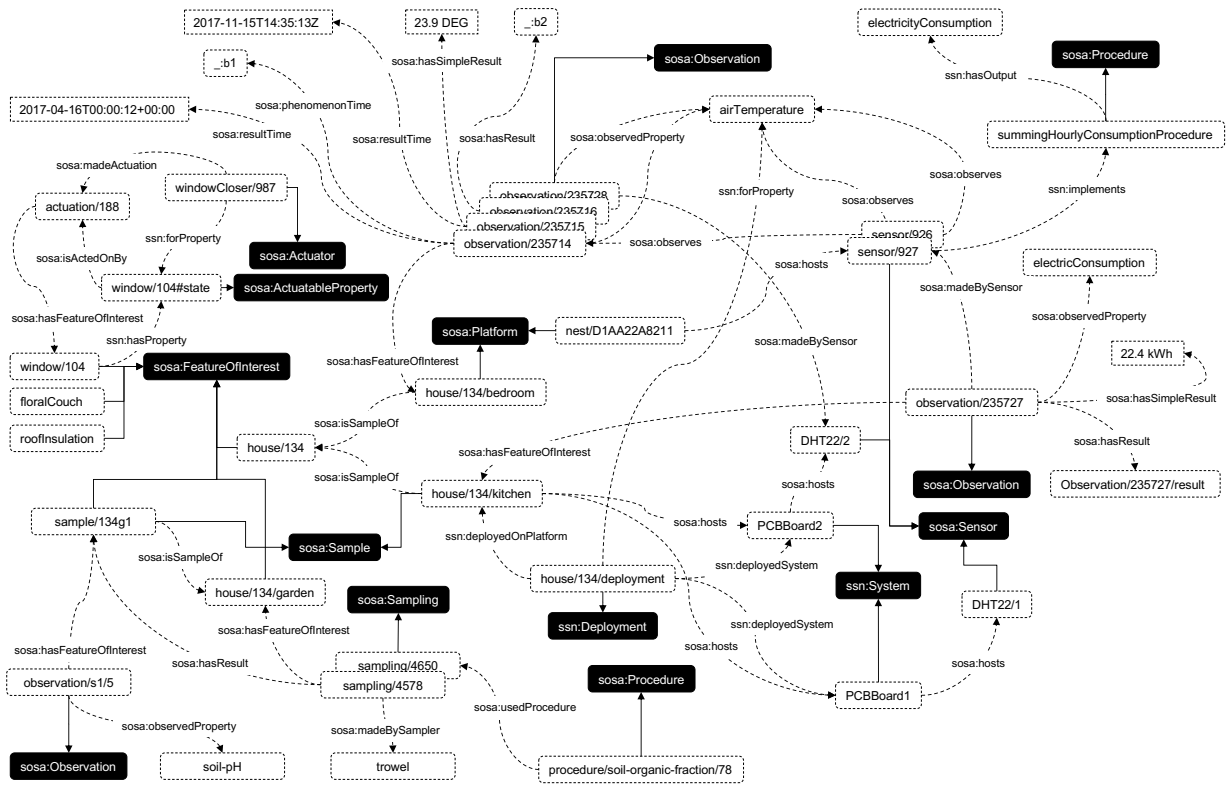 2017-11-15T14:35:13Z
23.9 DEG
_:b2
electricityConsumption
sosa:hasSimpleResult
sosa:Observation
sosa:Procedure
_:b1
ssn:hasOutput
sosa:phenomenonTime
2017-04-16T00:00:12+00:00
airTemperature
sosa:resultTime
sosa:resultTime
sosa:hasResult
sosa:observedProperty
summingHourlyConsumptionProcedure
sosa:madeActuation
windowCloser/987
observation/235728
ssn:forProperty
sosa:observes
ssn:implements
actuation/188
observation/235716
sosa:observes
observation/235715
sensor/926
ssn:forProperty
observation/235714
sosa:observes
sensor/927
sosa:isActedOnBy
sosa:Actuator
sosa:hosts
electricConsumption
window/104#state
sosa:ActuatableProperty
sosa:madeBySensor
sosa:hasFeatureOfInterest
ssn:hasProperty
sosa:Platform
nest/D1AA22A8211
sosa:observedProperty
sosa:madeBySensor
22.4 kWh
window/104
sosa:FeatureOfInterest
sosa:hasFeatureOfInterest
floralCouch
house/134/bedroom
observation/235727
sosa:hasSimpleResult
sosa:isSampleOf
roofInsulation
house/134
DHT22/2
sosa:hasResult
sosa:hasFeatureOfInterest
sosa:isSampleOf
sosa:hosts
sosa:Observation
Observation/235727/result
house/134/kitchen
sample/134g1
sosa:hosts
PCBBoard2
sosa:Sensor
ssn:deployedOnPlatform
sosa:Sample
sosa:isSampleOf
ssn:deployedSystem
house/134/deployment
ssn:System
house/134/garden
sosa:Sampling
DHT22/1
ssn:Deployment
ssn:deployedSystem
sosa:hasFeatureOfInterest
sosa:hosts
sosa:hasFeatureOfInterest
sosa:hasResult
sampling/4650
sosa:hosts
observation/s1/5
sampling/4578
sosa:Procedure
PCBBoard1
sosa:usedProcedure
sosa:observedProperty
sosa:madeBySampler
sosa:Observation
soil-pH
trowel
procedure/soil-organic-fraction/78